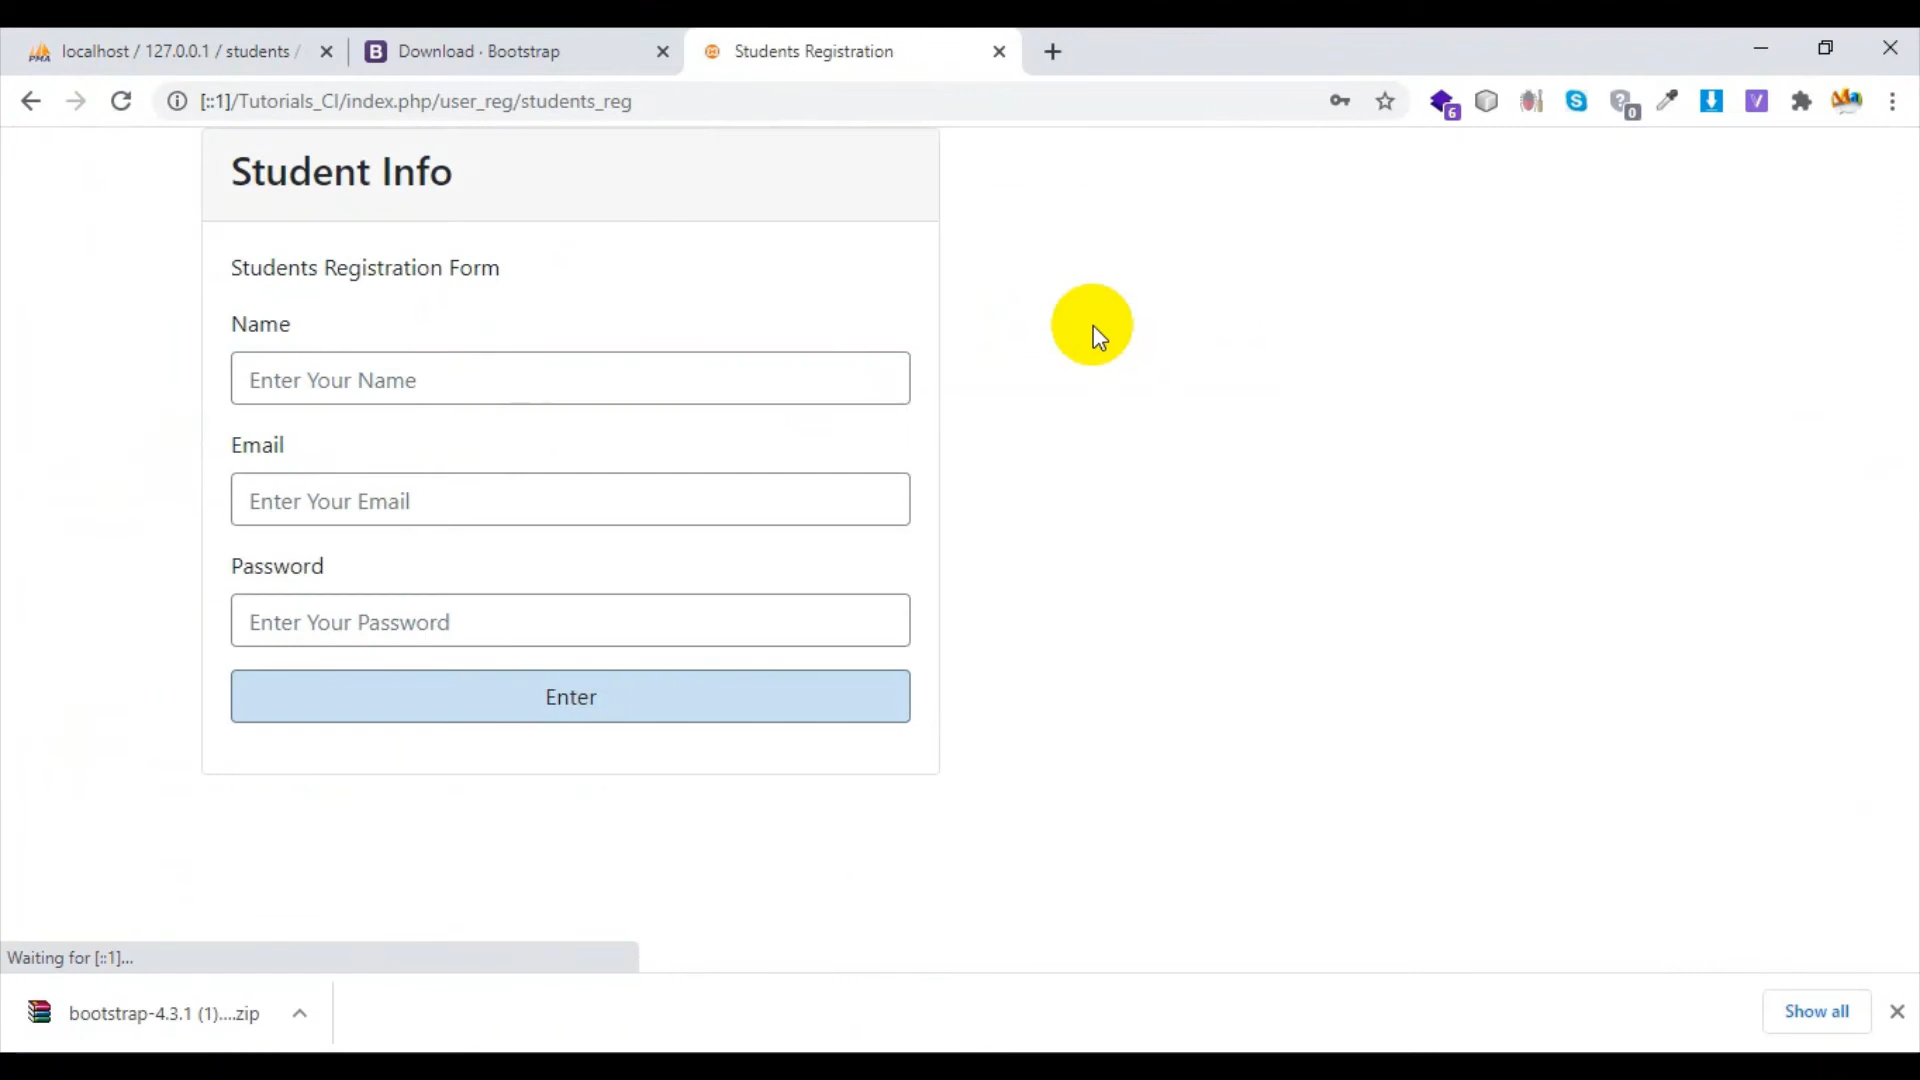 localhost / 127.0.0.1 / students /
Download · Bootstrap
Students Registration
[::1]/Tutorials_CI/index.php/user_reg/students_reg
6
0
Student Info
Students Registration Form
Name
Enter Your Name
Email
Enter Your Email
Password
Enter Your Password
Enter
Waiting for [::1]...
bootstrap-4.3.1 (1)....zip
Show all